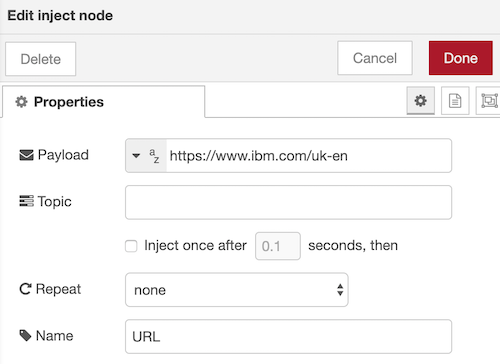 Edit inject node
Delete Cancel Done
Properties
Payload az https://www.ibm.com/uk-en
Topic
Inject once after 0.1 seconds, then
Repeat none
Name URL